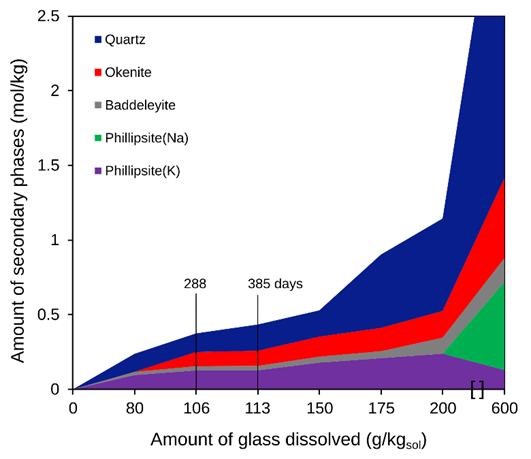 Amount of secondary phases (mol/kg)
2.5
2
1.5
1
0.5
0
Quartz
Okenite
Baddeleyite
Phillipsite(Na)
Phillipsite(K)
288
385 days
0 80 106 113 150 175 200 [ ] 600
Amount of glass dissolved (g/kgsol)